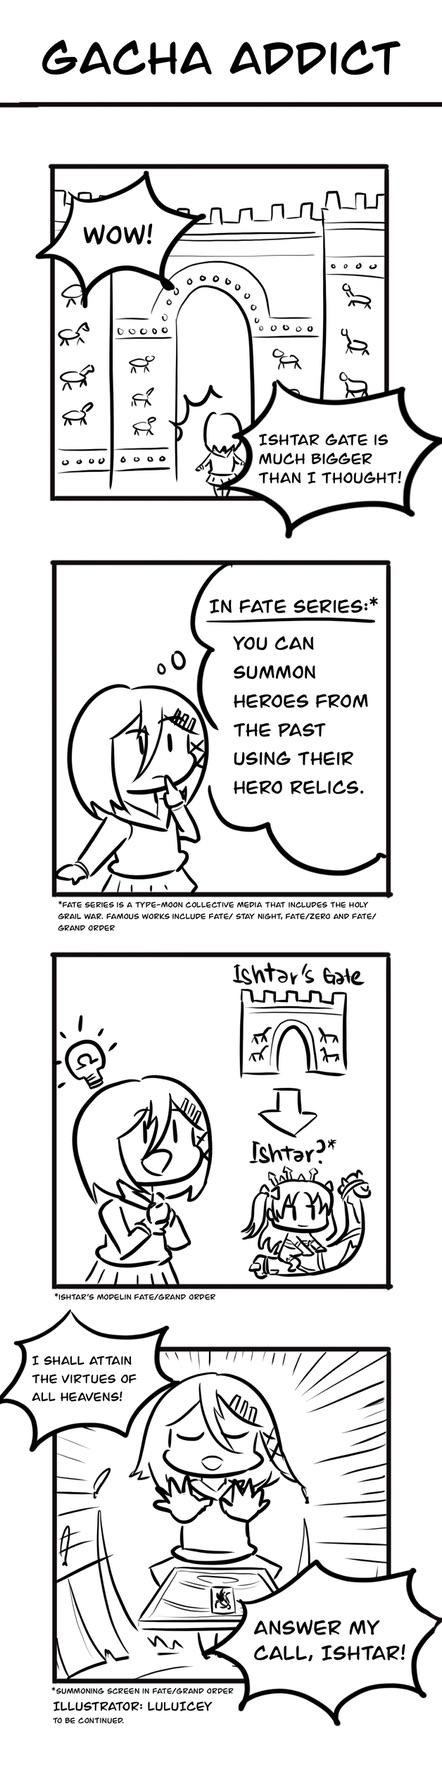 GACHA ADDICT
WOW!
ISHTAR GATE IS
MUCH BIGGER
THAN I THOUGHT!
IN FATE SERIES:*
YOU CAN
SUMMON
HEROES FROM
THE PAST
USING THEIR
HERO RELICS.
*FATE SERIES IS A TYPE-MOON COLLECTIVE MEDIA THAT INCLUDES THE HOLY
GRAIL WAR. FAMOUS WORKS INCLUDE FATE/ STAY NIGHT, FATE/ZERO AND FATE/
GRAND ORDER
Ishtar's Gate
Ishtar?*
*ISHTAR'S MODELIN FATE/GRAND ORDER
I SHALL ATTAIN
THE VIRTUES OF
ALL HEAVENS!
ANSWER MY
CALL, ISHTAR!
*SUMMONING SCREEN IN FATE/GRAND ORDER
ILLUSTRATOR: LULUICEY
TO BE CONTINUED.